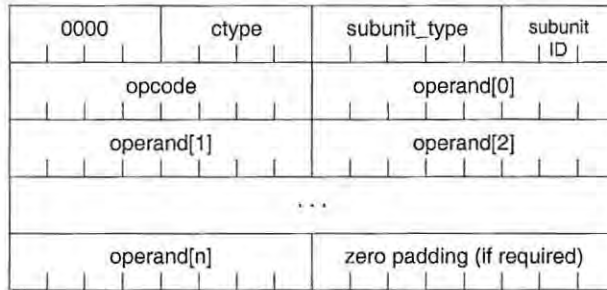 0000 ctype subunit_type subunit
ID
opcode operand[0]
operand[1] operand[2]
...
operand[n] zero padding (if required)